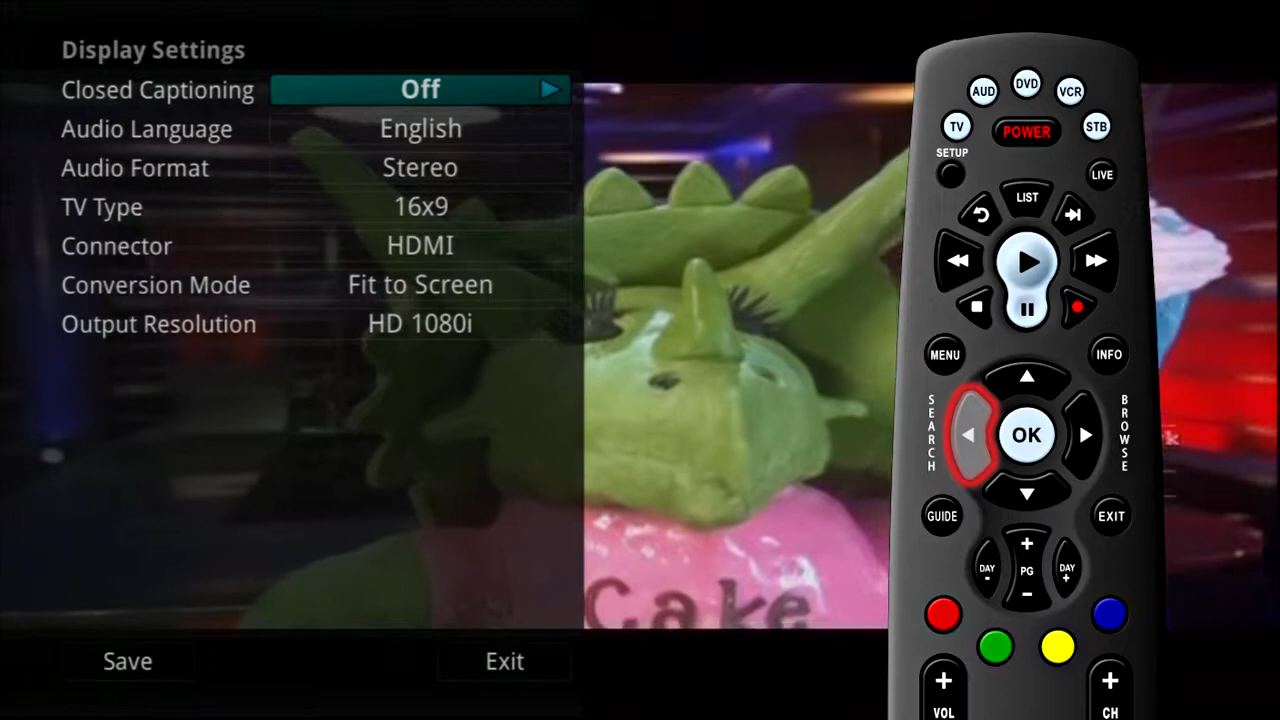 Display Settings
Closed Captioning Off
Audio Language English
Audio Format Stereo
TV Type 16x9
Connector HDMI
Conversion Mode Fit to Screen
Output Resolution HD 1080i
Save Exit
Cake
AUD DVD VCR
TV POWER STB
SETUP
LIVE
LIST
MENU INFO
SEARCH OK BROWSE
GUIDE EXIT
+
DAY - PG DAY +
-
+ +
VOL CH